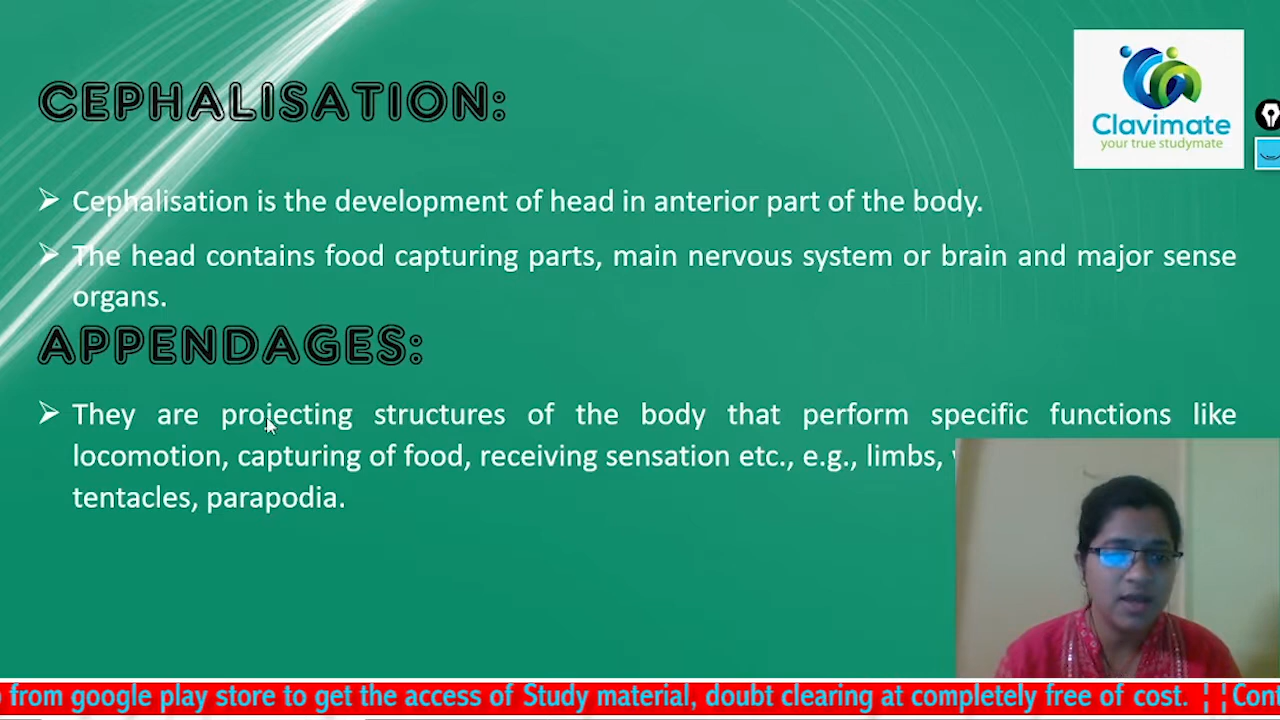 CEPHALISATION:
Clavimate
your true studymate
Cephalisation is the development of head in anterior part of the body.
The head contains food capturing parts, main nervous system or brain and major sense
organs.
APPENDAGES:
They are projecting structures of the body that perform specific functions like
locomotion, capturing of food, receiving sensation etc., e.g., limbs,
tentacles, parapodia.
from google play store to get the access of Study material, doubt clearing at completely free of cost. ¦ ¦